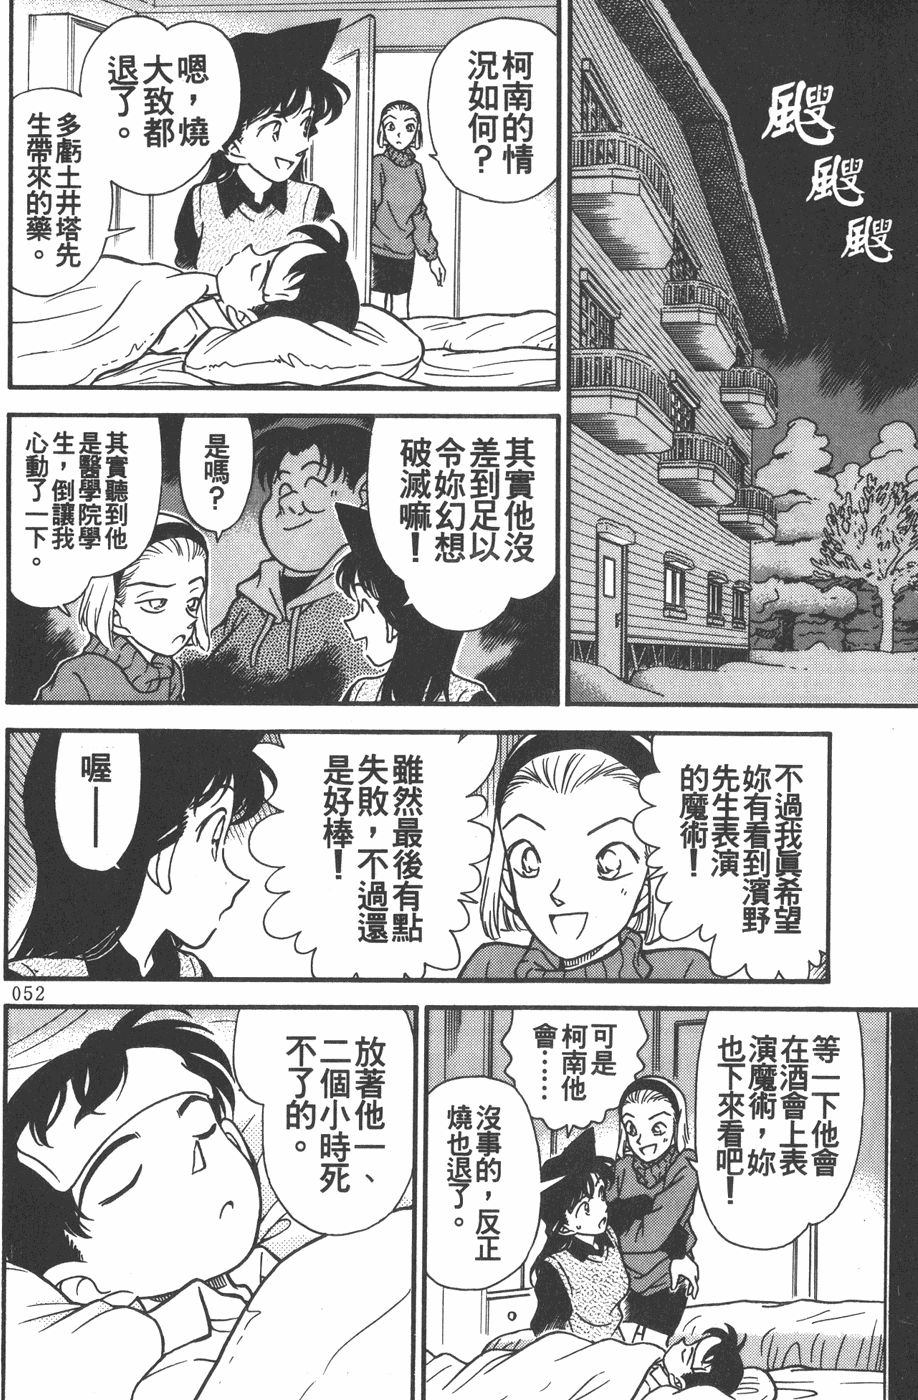 颼
颼
颼
柯南的情
況如何？
嗯，燒
大致都
退了。
多虧土井塔先
生帶來的藥。
其實他沒
差到足以
令妳幻想
破滅嘛！
是嗎？
其實聽到他
是醫學院學
生，倒讓我
心動了一下。
不過我眞希望
妳有看到濱野
先生表演
的魔術！
雖然最後有點
失敗，不過還
是好棒！
喔—
052
等一下他會
在酒會上表
演魔術，妳
也下來看吧！
可是
柯南他
會……
沒事的，反正
燒也退了。
放著他一、
二個小時死
不了的。